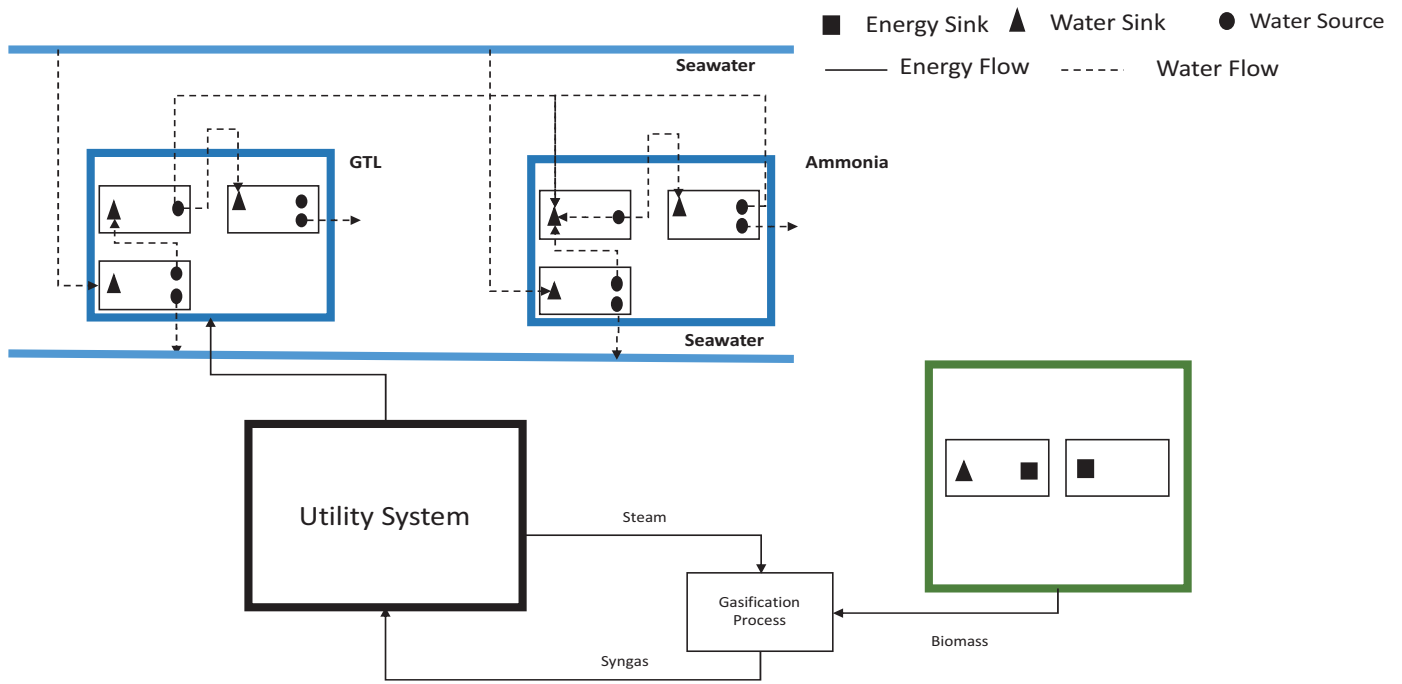 Energy Sink
Water Sink
Water Source
Energy Flow
Water Flow
Seawater
GTL
Ammonia
Seawater
Utility System
Steam
Gasification
Process
Biomass
Syngas